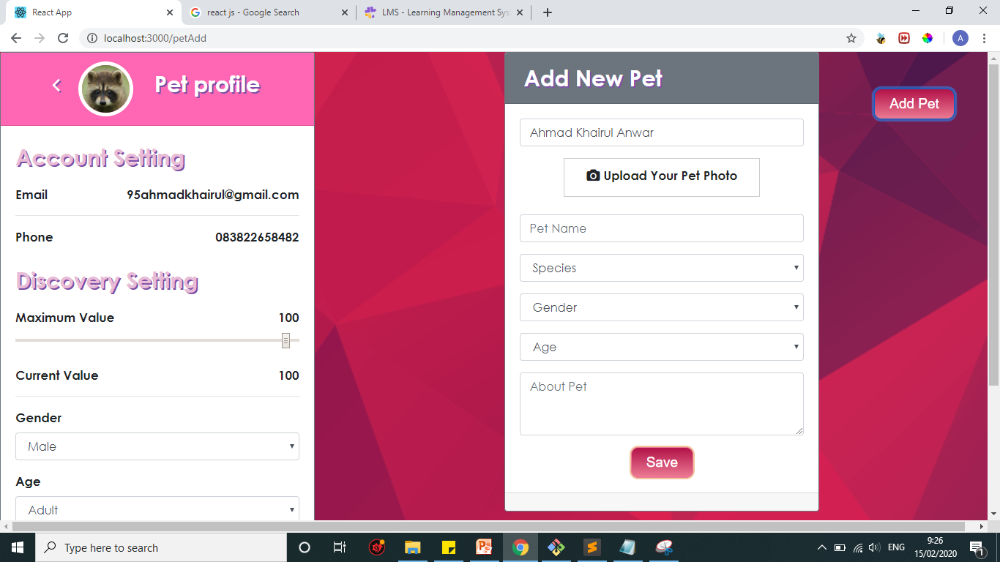 React App
react js - Google Search
LMS - Learning Management Sys
localhost:3000/petAdd
A
Pet profile
Account Setting
Email 95ahmadkhairul@gmail.com
Phone 083822658482
Discovery Setting
Maximum Value 100
Current Value 100
Gender
Male
Age
Adult
Add New Pet
Ahmad Khairul Anwar
Upload Your Pet Photo
Pet Name
Species
Gender
Age
About Pet
Save
Add Pet
Type here to search
ENG
9:26
15/02/2020
1